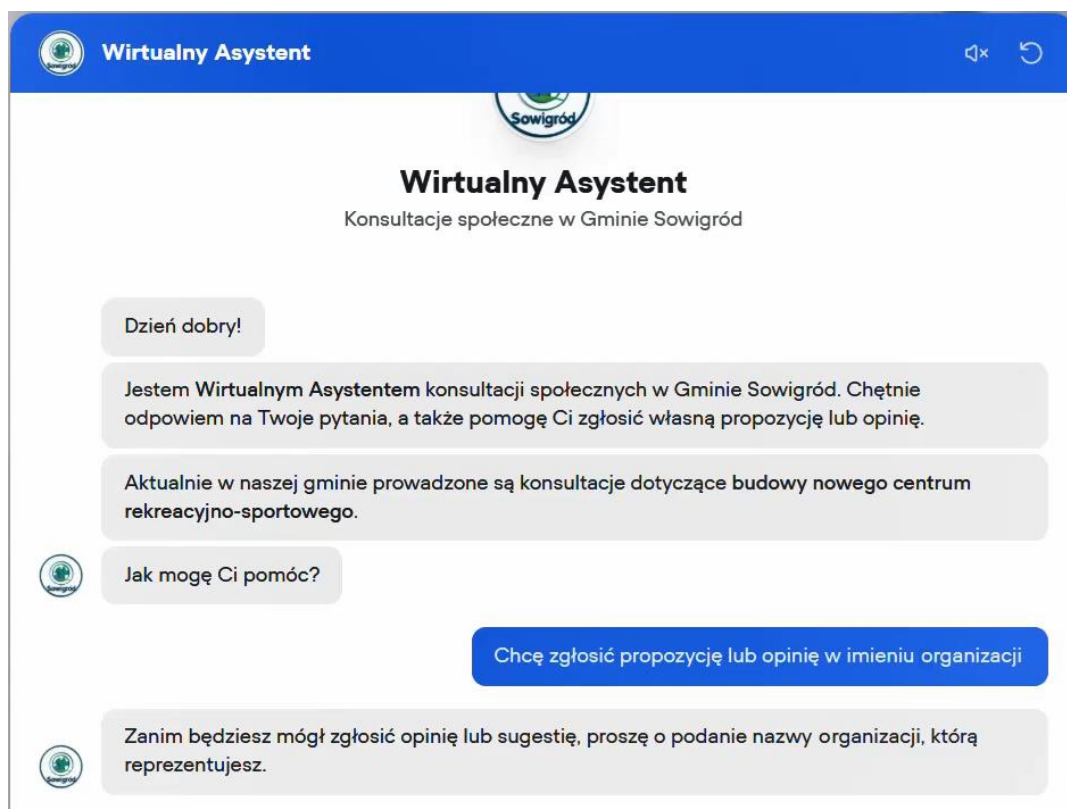 Sowigród
Wirtualny Asystent
Sowigród
Wirtualny Asystent
Konsultacje społeczne w Gminie Sowigród
Dzień dobry!
Jestem Wirtualnym Asystentem konsultacji społecznych w Gminie Sowigród. Chętnie
odpowiem na Twoje pytania, a także pomogę Ci zgłosić własną propozycję lub opinię.
Aktualnie w naszej gminie prowadzone są konsultacje dotyczące budowy nowego centrum
rekreacyjno-sportowego.
Sowigród
Jak mogę Ci pomóc?
Chcę zgłosić propozycję lub opinię w imieniu organizacji
Zanim będziesz mógł zgłosić opinię lub sugestię, proszę o podanie nazwy organizacji, którą
reprezentujesz.
Sowigród